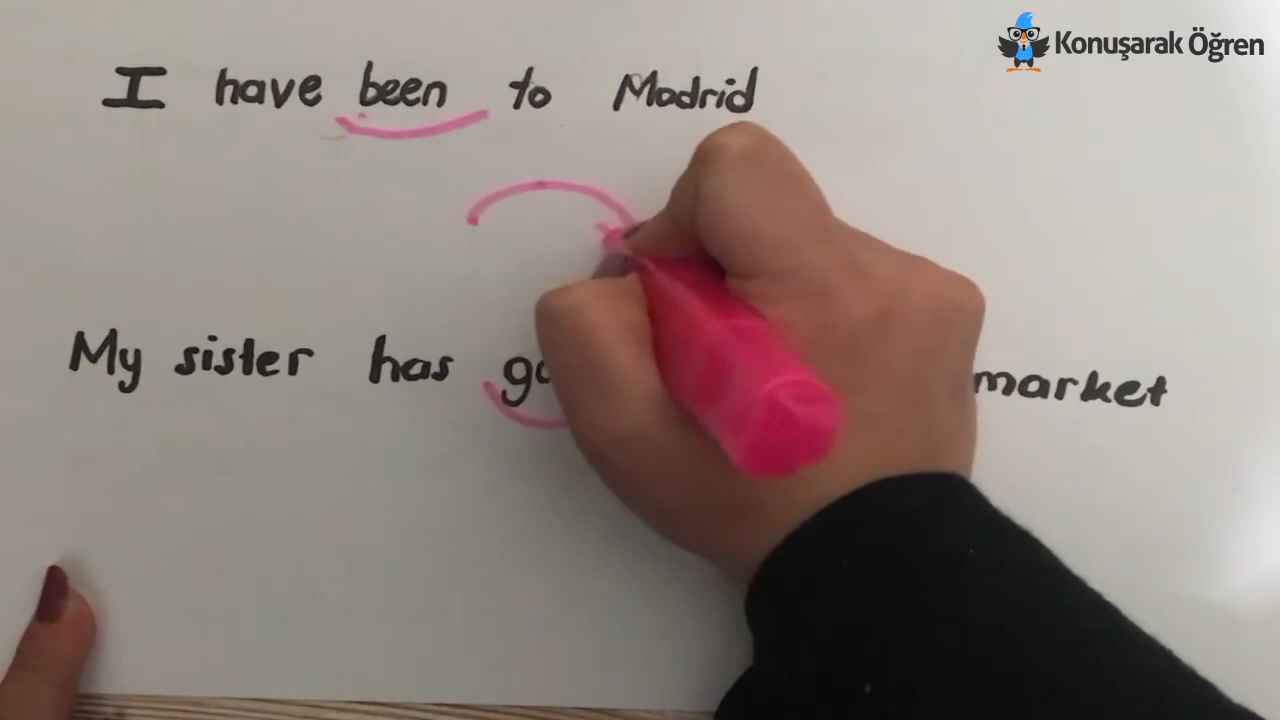 Konuşarak Öğren
I have been to Madrid
My sister has market